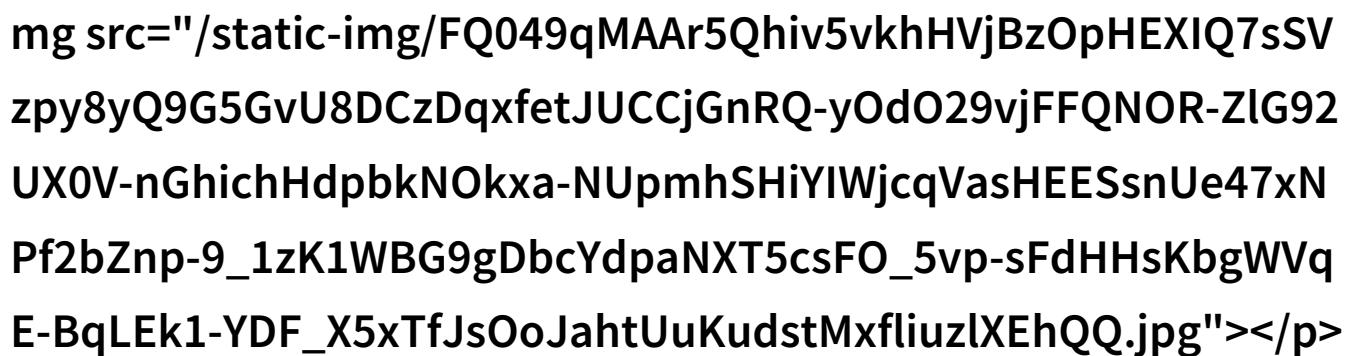 mg src="/static-img/FQ049qMAAr5Qhiv5vkhHVjBzOpHEXIQ7sSV
zpy8yQ9G5GvU8DCzDqxfetJUCCjGnRQ-yOdO29vjFFQNOR-ZlG92
UX0V-nGhichHdpbkNOkxa-NUpmhSHiYIWjcqVasHEESsnUe47xN
Pf2bZnp-9_1zK1WBG9gDbcYdpaNXT5csFO_5vp-sFdHHsKbgWVq
E-BqLEk1-YDF_X5xTfJsOoJahtUuKudstMxfliuzlXEhQQ.jpg"></p>